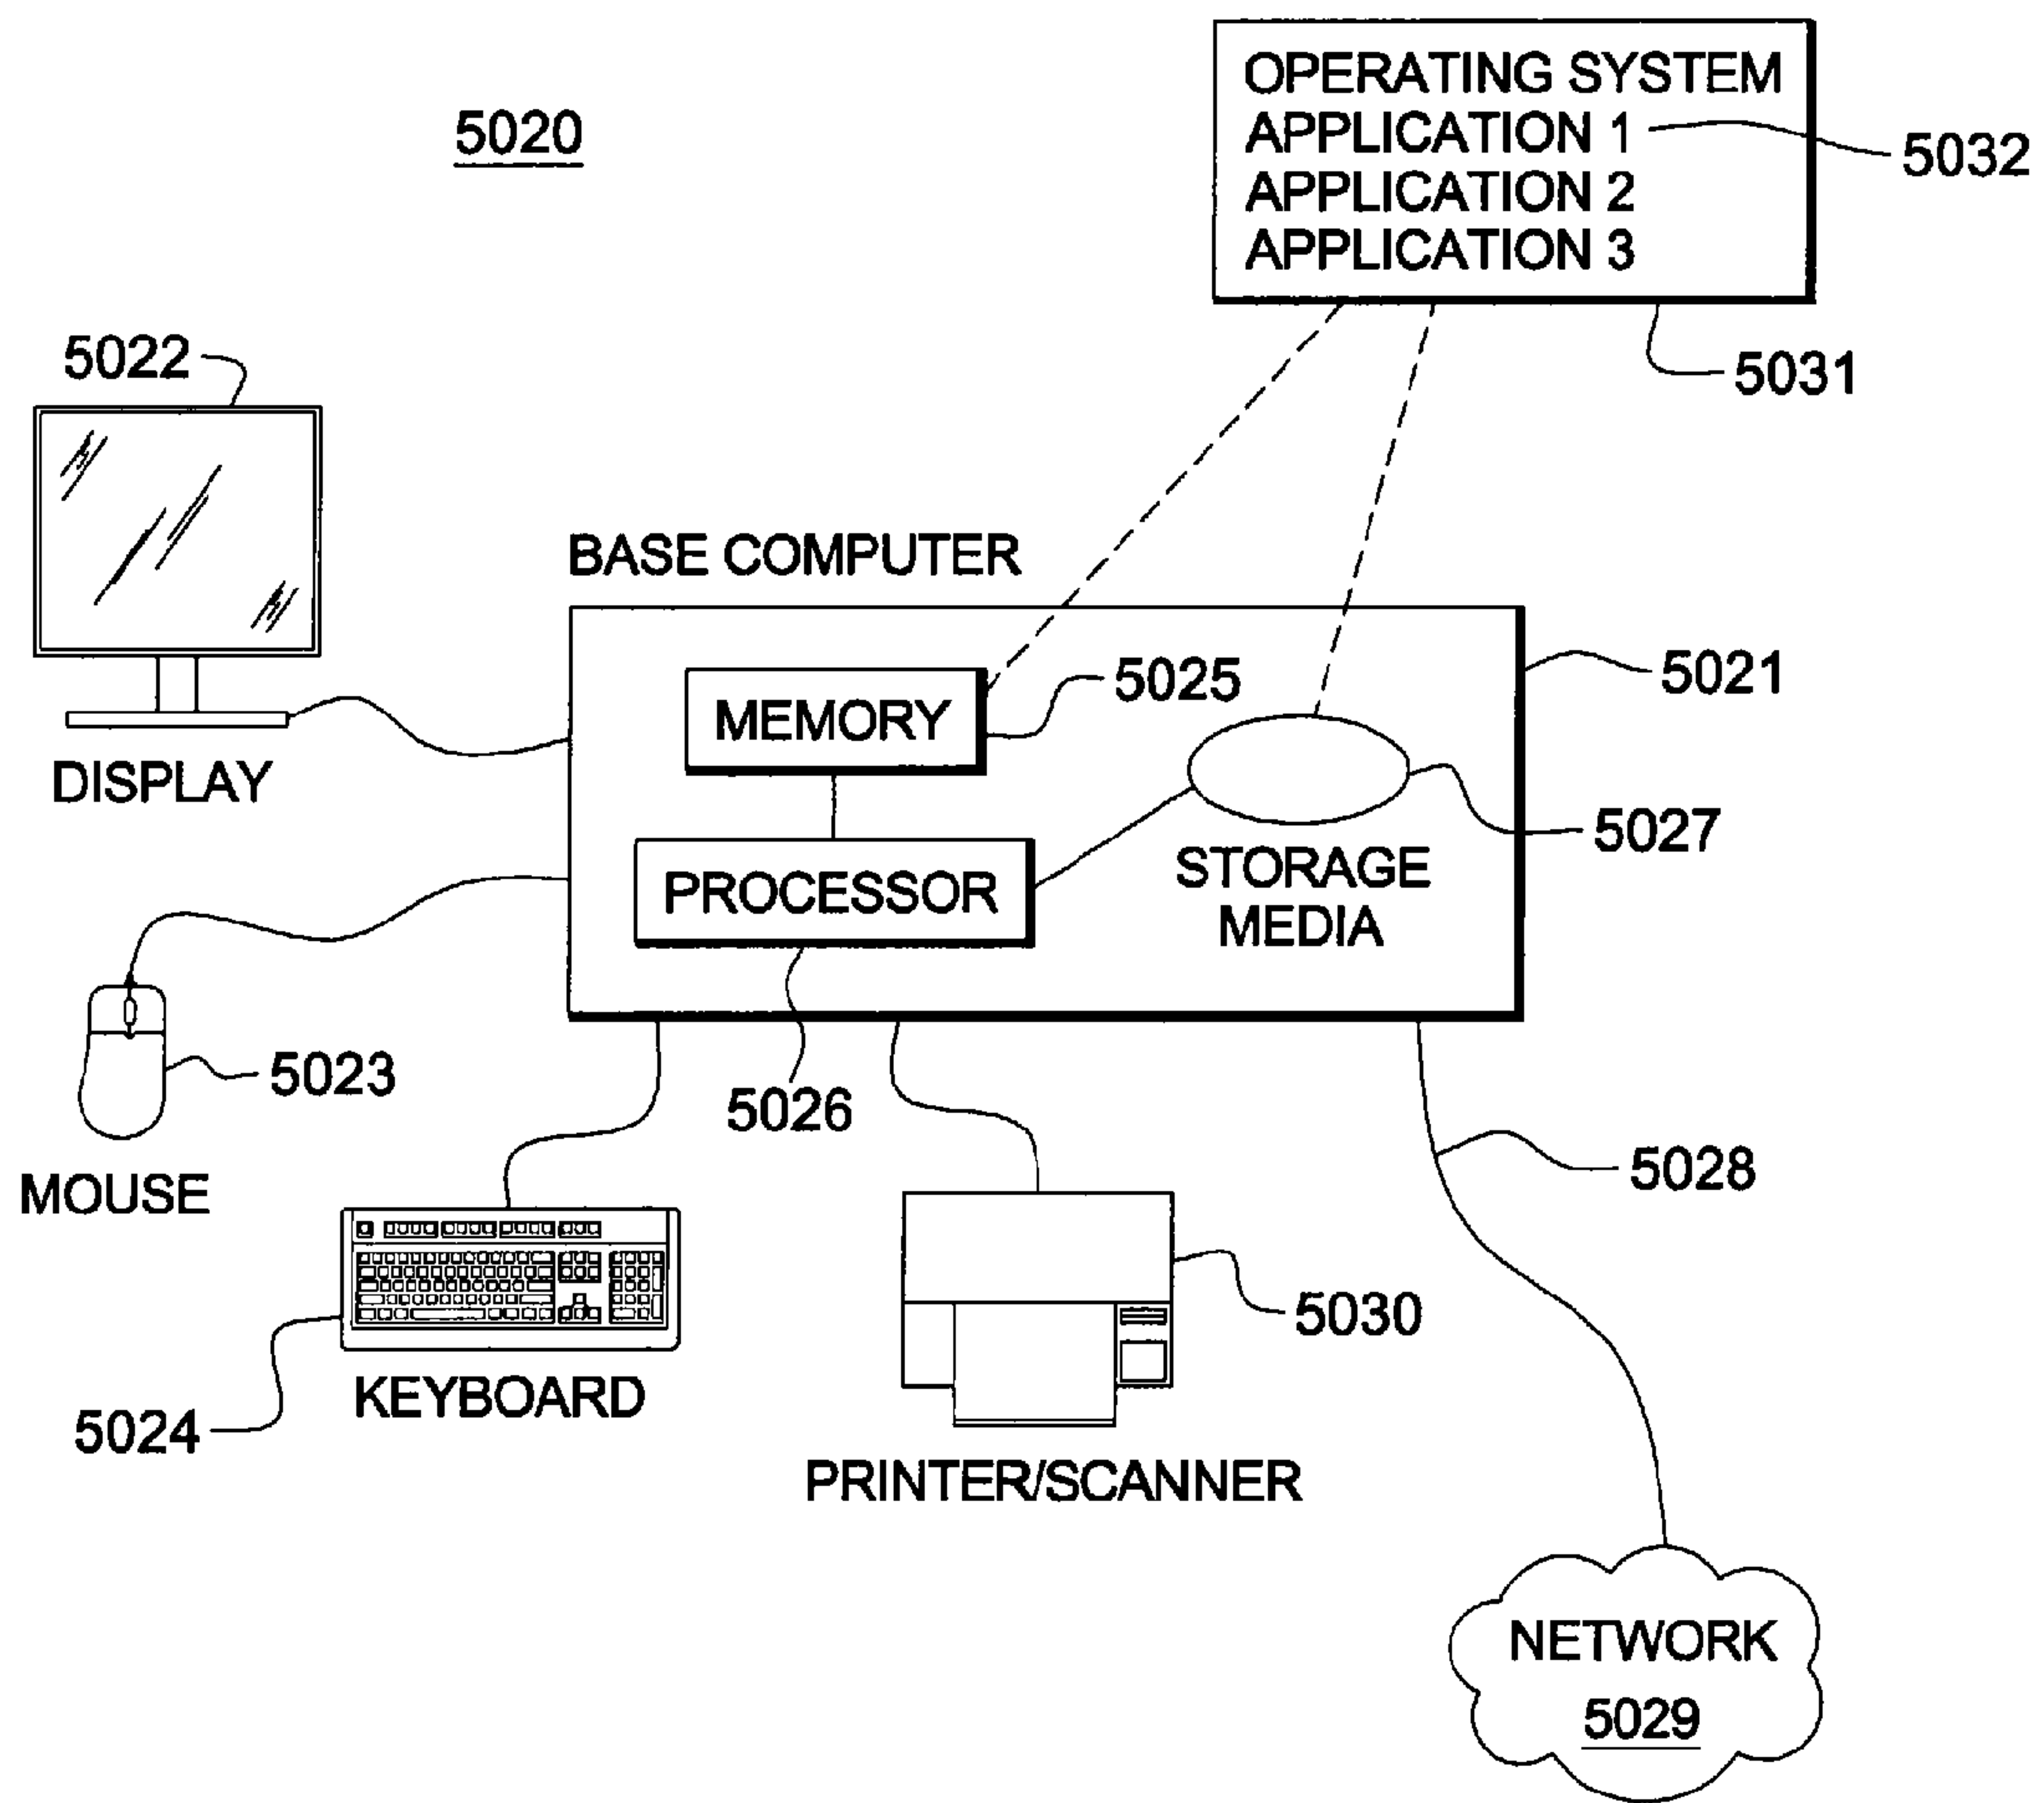 5020
OPERATING SYSTEM
APPLICATION 1
APPLICATION 2
APPLICATION 3
5032
5031
5022
DISPLAY
BASE COMPUTER
MEMORY
5025
5021
5027
PROCESSOR
STORAGE
MEDIA
5023
MOUSE
5026
5028
5024
KEYBOARD
5030
PRINTER/SCANNER
NETWORK
5029